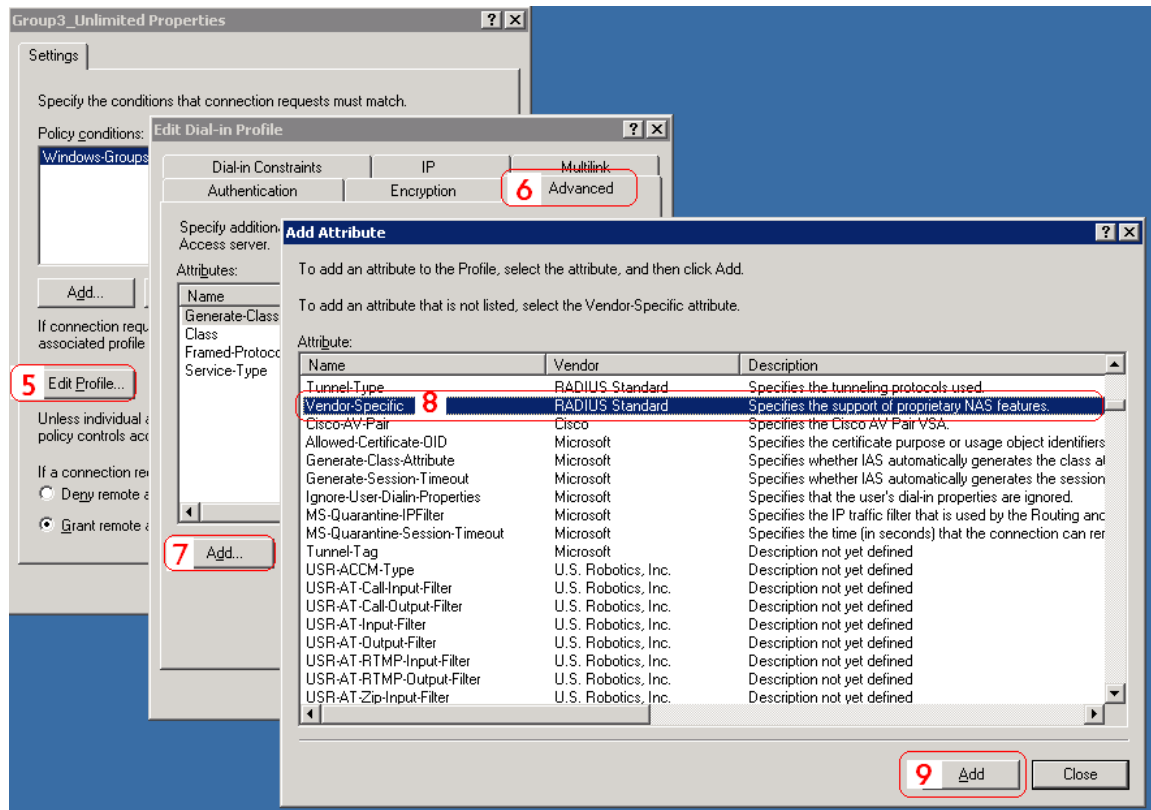 Group3_Unlimited Properties
Settings
Specify the conditions that connection requests must match.
Policy conditions:
Windows-Groups
Add...
If connection requ
associated profile
5 Edit Profile...
Unless individual a
policy controls acc
If a connection re
Deny remote a
Grant remote a
Edit Dial-in Profile
Dial-in Constraints IP Multilink
Authentication Encryption 6 Advanced
Specify addition
Access server.
Attributes:
Name
Generate-Class
Class
Framed-Protoco
Service-Type
7 Add...
Add Attribute
To add an attribute to the Profile, select the attribute, and then click Add.
To add an attribute that is not listed, select the Vendor-Specific attribute.
Attribute:
Name Vendor Description
Tunnel-Type RADIUS Standard Specifies the tunneling protocols used.
Vendor-Specific 8 RADIUS Standard Specifies the support of proprietary NAS features.
Cisco-AV-Pair Cisco Specifies the Cisco AV Pair VSA.
Allowed-Certificate-OID Microsoft Specifies the certificate purpose or usage object identifiers
Generate-Class-Attribute Microsoft Specifies whether IAS automatically generates the class at
Generate-Session-Timeout Microsoft Specifies whether IAS automatically generates the session
Ignore-User-Dialin-Properties Microsoft Specifies that the user's dial-in properties are ignored.
MS-Quarantine-IPFilter Microsoft Specifies the IP traffic filter that is used by the Routing and
MS-Quarantine-Session-Timeout Microsoft Specifies the time (in seconds) that the connection can rer
Tunnel-Tag Microsoft Description not yet defined
USR-ACCM-Type U.S. Robotics, Inc. Description not yet defined
USR-AT-Call-Input-Filter U.S. Robotics, Inc. Description not yet defined
USR-AT-Call-Output-Filter U.S. Robotics, Inc. Description not yet defined
USR-AT-Input-Filter U.S. Robotics, Inc. Description not yet defined
USR-AT-Output-Filter U.S. Robotics, Inc. Description not yet defined
USR-AT-RTMP-Input-Filter U.S. Robotics, Inc. Description not yet defined
USR-AT-RTMP-Output-Filter U.S. Robotics, Inc. Description not yet defined
USR-AT-Zip-Input-Filter U.S. Robotics, Inc. Description not yet defined
9 Add Close